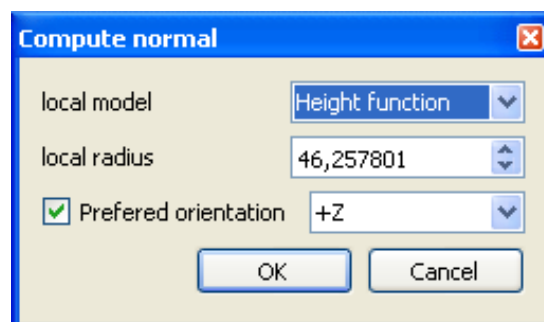 Compute normal
local model Height function
local radius 46,257801
Prefered orientation +Z
OK Cancel